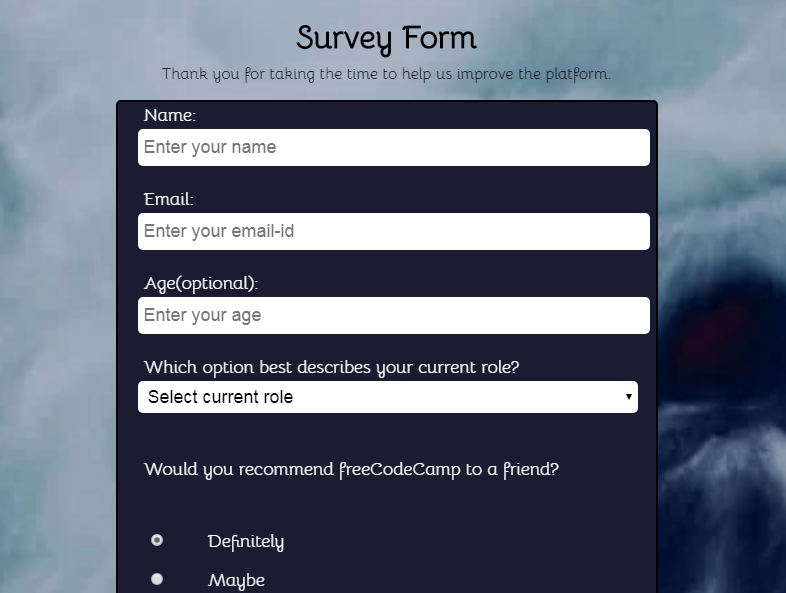 Survey Form
Thank you for taking the time to help us improve the platform.
Name:
Enter your name
Email:
Enter your email-id
Age(optional):
Enter your age
Which option best describes your current role?
Select current role
Would you recommend freeCodeCamp to a friend?
Definitely
Maybe